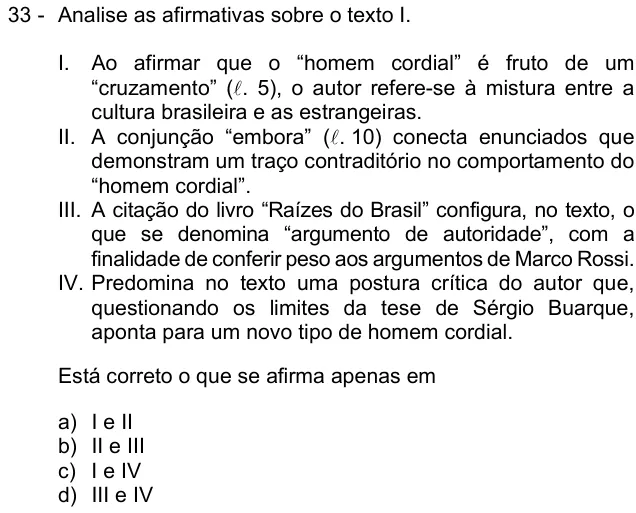 33 - Analise as afirmativas sobre o texto I.
I. Ao afirmar que o “homem cordial” é fruto de um
“cruzamento” (ℓ. 5), o autor refere-se à mistura entre a
cultura brasileira e as estrangeiras.
II. A conjunção “embora” (ℓ. 10) conecta enunciados que
demonstram um traço contraditório no comportamento do
“homem cordial”.
III. A citação do livro “Raízes do Brasil” configura, no texto, o
que se denomina “argumento de autoridade”, com a
finalidade de conferir peso aos argumentos de Marco Rossi.
IV. Predomina no texto uma postura crítica do autor que,
questionando os limites da tese de Sérgio Buarque,
aponta para um novo tipo de homem cordial.
Está correto o que se afirma apenas em
a) I e II
b) II e III
c) I e IV
d) III e IV